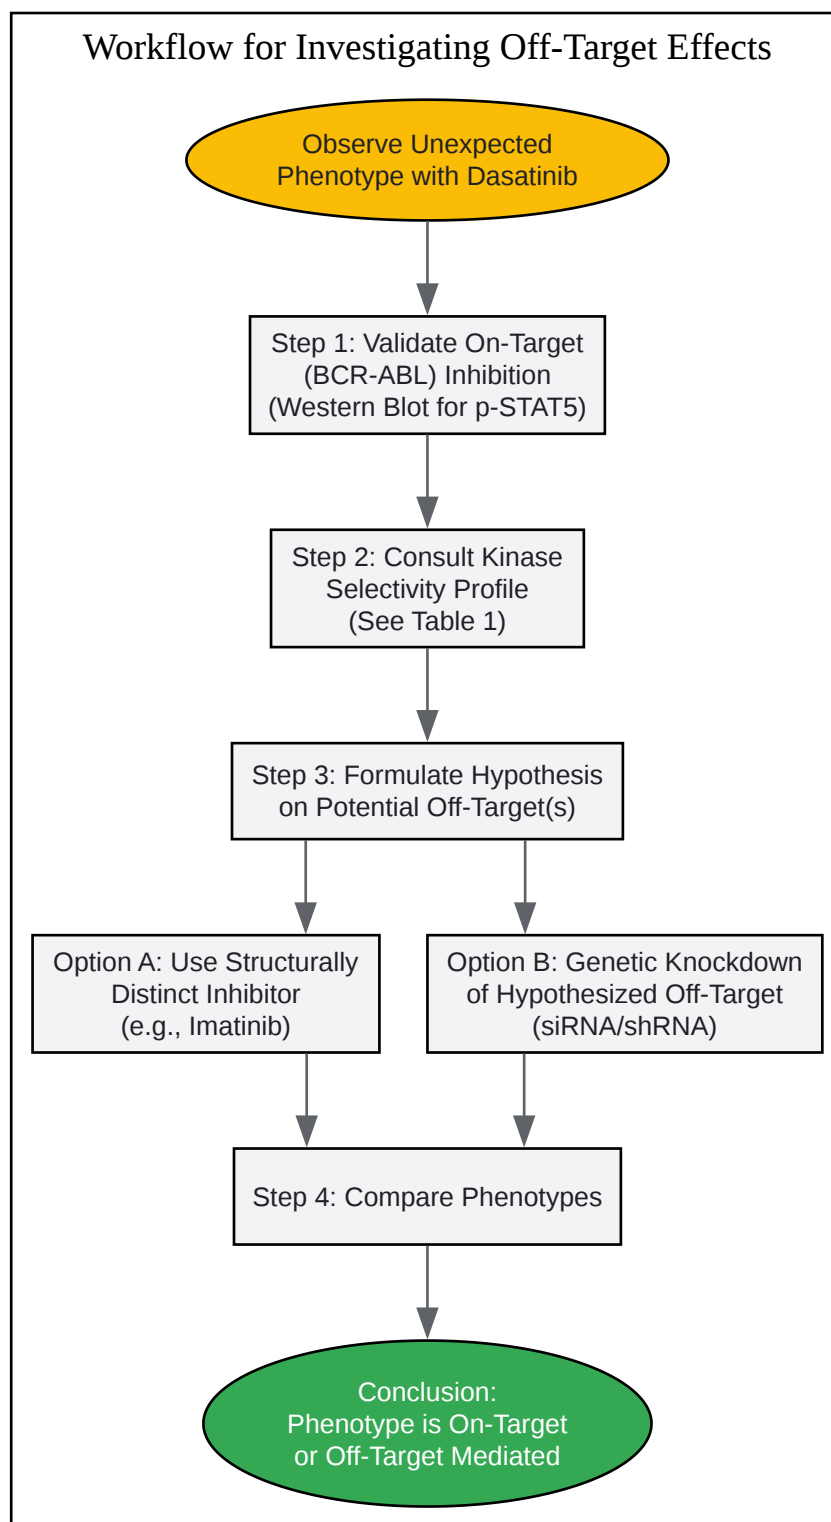 Workflow for Investigating Off-Target Effects
Observe Unexpected
Phenotype with Dasatinib
Step 1: Validate On-Target
(BCR-ABL) Inhibition
(Western Blot for p-STAT5)
Step 2: Consult Kinase
Selectivity Profile
(See Table 1)
Step 3: Formulate Hypothesis
on Potential Off-Target(s)
Option A: Use Structurally
Distinct Inhibitor
(e.g., Imatinib)
Option B: Genetic Knockdown
of Hypothesized Off-Target
(siRNA/shRNA)
Step 4: Compare Phenotypes
Conclusion:
Phenotype is On-Target
or Off-Target Mediated